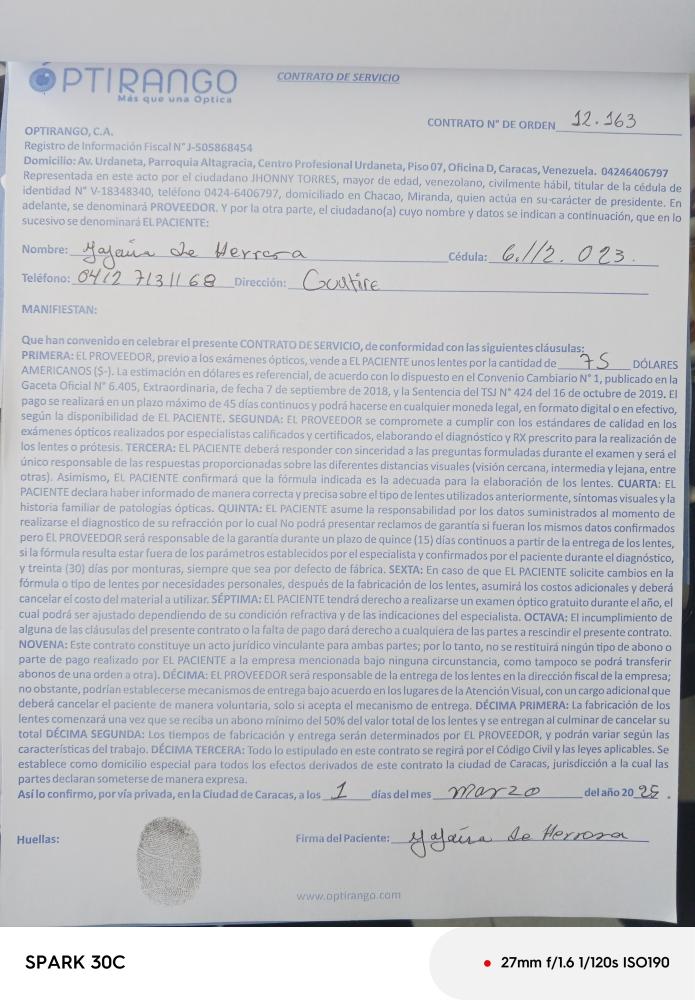 OPTIRANGO
Más que una Optica
CONTRATO DE SERVICIO
CONTRATO N° DE ORDEN 12.163
OPTIRANGO, C.A.
Registro de Información Fiscal N° J-505868454
Domicilio: Av. Urdaneta, Parroquia Altagracia, Centro Profesional Urdaneta, Piso 07, Oficina D, Caracas, Venezuela. 04246406797
Representada en este acto por el ciudadano JHONNY TORRES, mayor de edad, venezolano, civilmente hábil, titular de la cédula de
identidad N° V-18348340, teléfono 0424-6406797, domiciliado en Chacao, Miranda, quien actúa en su carácter de presidente. En
adelante, se denominará PROVEEDOR. Y por la otra parte, el ciudadano(a) cuyo nombre y datos se indican a continuación, que en lo
sucesivo se denominará EL PACIENTE:
Nombre: Yajaira de Herrera Cédula: 6.112.023.
Teléfono: 0412 7131168 Dirección: Guatire
MANIFIESTAN:
Que han convenido en celebrar el presente CONTRATO DE SERVICIO, de conformidad con las siguientes cláusulas:
PRIMERA: EL PROVEEDOR, previo a los exámenes ópticos, vende a EL PACIENTE unos lentes por la cantidad de 75 DÓLARES
AMERICANOS ($-). La estimación en dólares es referencial, de acuerdo con lo dispuesto en el Convenio Cambiario N° 1, publicado en la
Gaceta Oficial N° 6.405, Extraordinaria, de fecha 7 de septiembre de 2018, y la Sentencia del TSJ N° 424 del 16 de octubre de 2019. El
pago se realizará en un plazo máximo de 45 días continuos y podrá hacerse en cualquier moneda legal, en formato digital o en efectivo,
según la disponibilidad de EL PACIENTE. SEGUNDA: EL PROVEEDOR se compromete a cumplir con los estándares de calidad en los
exámenes ópticos realizados por especialistas calificados y certificados, elaborando el diagnóstico y RX prescrito para la realización de
los lentes o prótesis. TERCERA: EL PACIENTE deberá responder con sinceridad a las preguntas formuladas durante el examen y será el
único responsable de las respuestas proporcionadas sobre las diferentes distancias visuales (visión cercana, intermedia y lejana, entre
otras). Asimismo, EL PACIENTE confirmará que la fórmula indicada es la adecuada para la elaboración de los lentes. CUARTA: EL
PACIENTE declara haber informado de manera correcta y precisa sobre el tipo de lentes utilizados anteriormente, síntomas visuales y la
historia familiar de patologías ópticas. QUINTA: EL PACIENTE asume la responsabilidad por los datos suministrados al momento de
realizarse el diagnostico de su refracción por lo cual No podrá presentar reclamos de garantía si fueran los mismos datos confirmados
pero EL PROVEEDOR será responsable de la garantía durante un plazo de quince (15) días continuos a partir de la entrega de los lentes,
si la fórmula resulta estar fuera de los parámetros establecidos por el especialista y confirmados por el paciente durante el diagnóstico,
y treinta (30) días por monturas, siempre que sea por defecto de fábrica. SEXTA: En caso de que EL PACIENTE solicite cambios en la
fórmula o tipo de lentes por necesidades personales, después de la fabricación de los lentes, asumirá los costos adicionales y deberá
cancelar el costo del material a utilizar. SÉPTIMA: EL PACIENTE tendrá derecho a realizarse un examen óptico gratuito durante el año, el
cual podrá ser ajustado dependiendo de su condición refractiva y de las indicaciones del especialista. OCTAVA: El incumplimiento de
alguna de las cláusulas del presente contrato o la falta de pago dará derecho a cualquiera de las partes a rescindir el presente contrato.
NOVENA: Este contrato constituye un acto jurídico vinculante para ambas partes; por lo tanto, no se restituirá ningún tipo de abono o
parte de pago realizado por EL PACIENTE a la empresa mencionada bajo ninguna circunstancia, como tampoco se podrá transferir
abonos de una orden a otra). DÉCIMA: EL PROVEEDOR será responsable de la entrega de los lentes en la dirección fiscal de la empresa;
no obstante, podrían establecerse mecanismos de entrega bajo acuerdo en los lugares de la Atención Visual, con un cargo adicional que
deberá cancelar el paciente de manera voluntaria, solo si acepta el mecanismo de entrega. DÉCIMA PRIMERA: La fabricación de los
lentes comenzará una vez que se reciba un abono mínimo del 50% del valor total de los lentes y se entregan al culminar de cancelar su
total DÉCIMA SEGUNDA: Los tiempos de fabricación y entrega serán determinados por EL PROVEEDOR, y podrán variar según las
características del trabajo. DÉCIMA TERCERA: Todo lo estipulado en este contrato se regirá por el Código Civil y las leyes aplicables. Se
establece como domicilio especial para todos los efectos derivados de este contrato la ciudad de Caracas, jurisdicción a la cual las
partes declaran someterse de manera expresa.
Así lo confirmo, por vía privada, en la Ciudad de Caracas, a los 1 días del mes marzo del año 20 25.
Huellas:
Firma del Paciente: Yajaira de Herrera
www.optirango.com
SPARK 30C
27mm f/1.6 1/120s ISO190